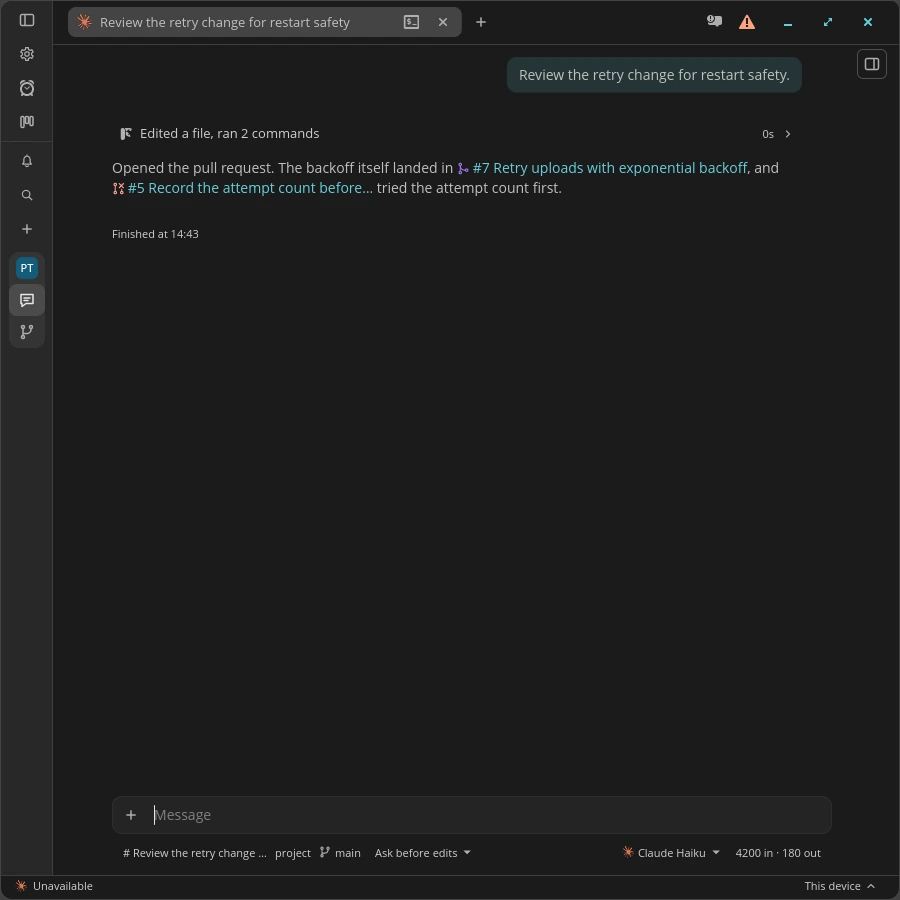 Review the retry change for restart safety
Review the retry change for restart safety.
Edited a file, ran 2 commands
0s
Opened the pull request. The backoff itself landed in #7 Retry uploads with exponential backoff, and
#5 Record the attempt count before... tried the attempt count first.
Finished at 14:43
PT
Message
# Review the retry change ... project main Ask before edits
Claude Haiku 4200 in · 180 out
Unavailable
This device